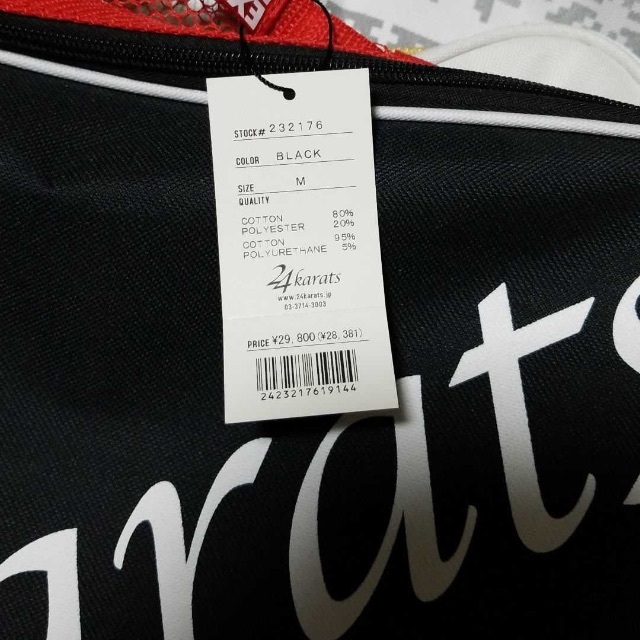 STOCK# 232176
COLOR BLACK
SIZE M
QUALITY
COTTON 80%
POLYESTER 20%
COTTON 95%
POLYURETHANE 5%
24karats
www.24karats.jp
03-3714-3003
PRICE ¥29,800(¥28,381)
2423217619144
arats